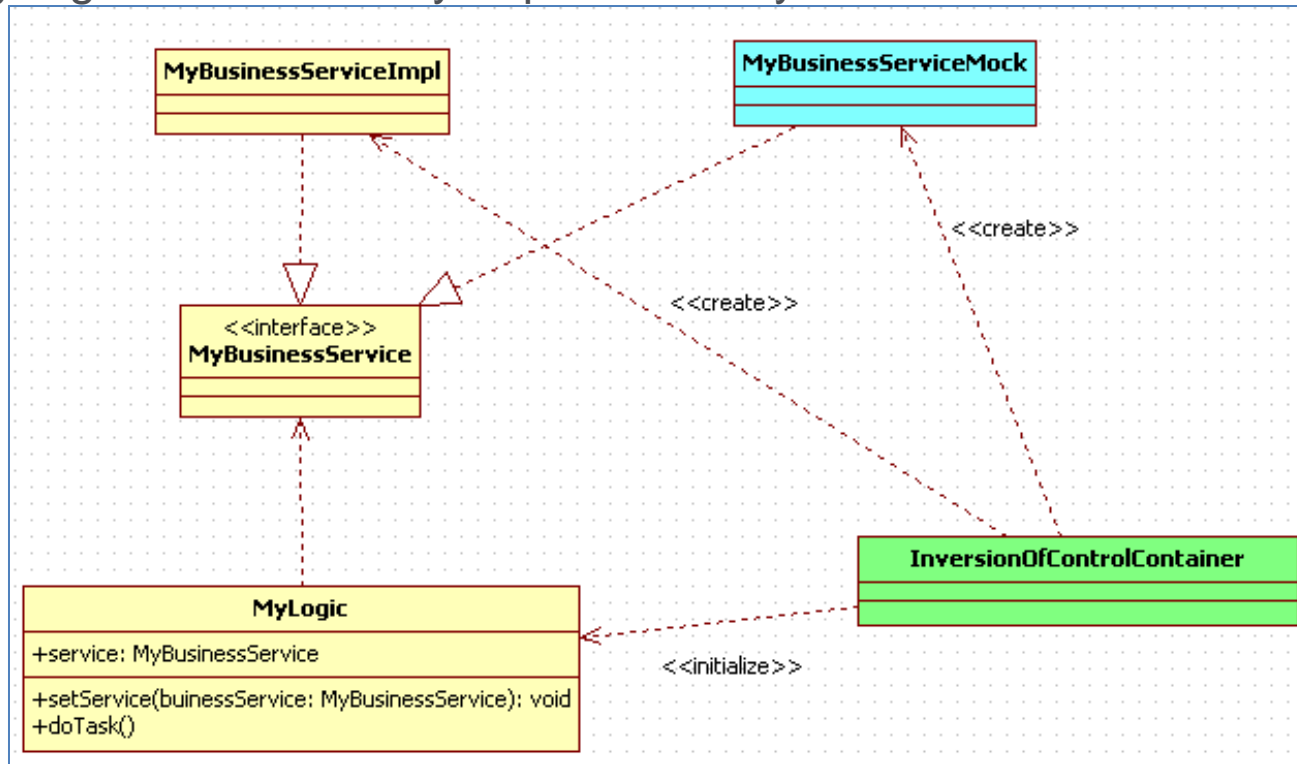 MyBusinessServiceImpl
MyBusinessServiceMock
<<create>>
<<create>>
<<interface>>
MyBusinessService
InversionOfControlContainer
MyLogic
+service: MyBusinessService
<<initialize>>
+setService(buinessService: MyBusinessService): void
+doTask()